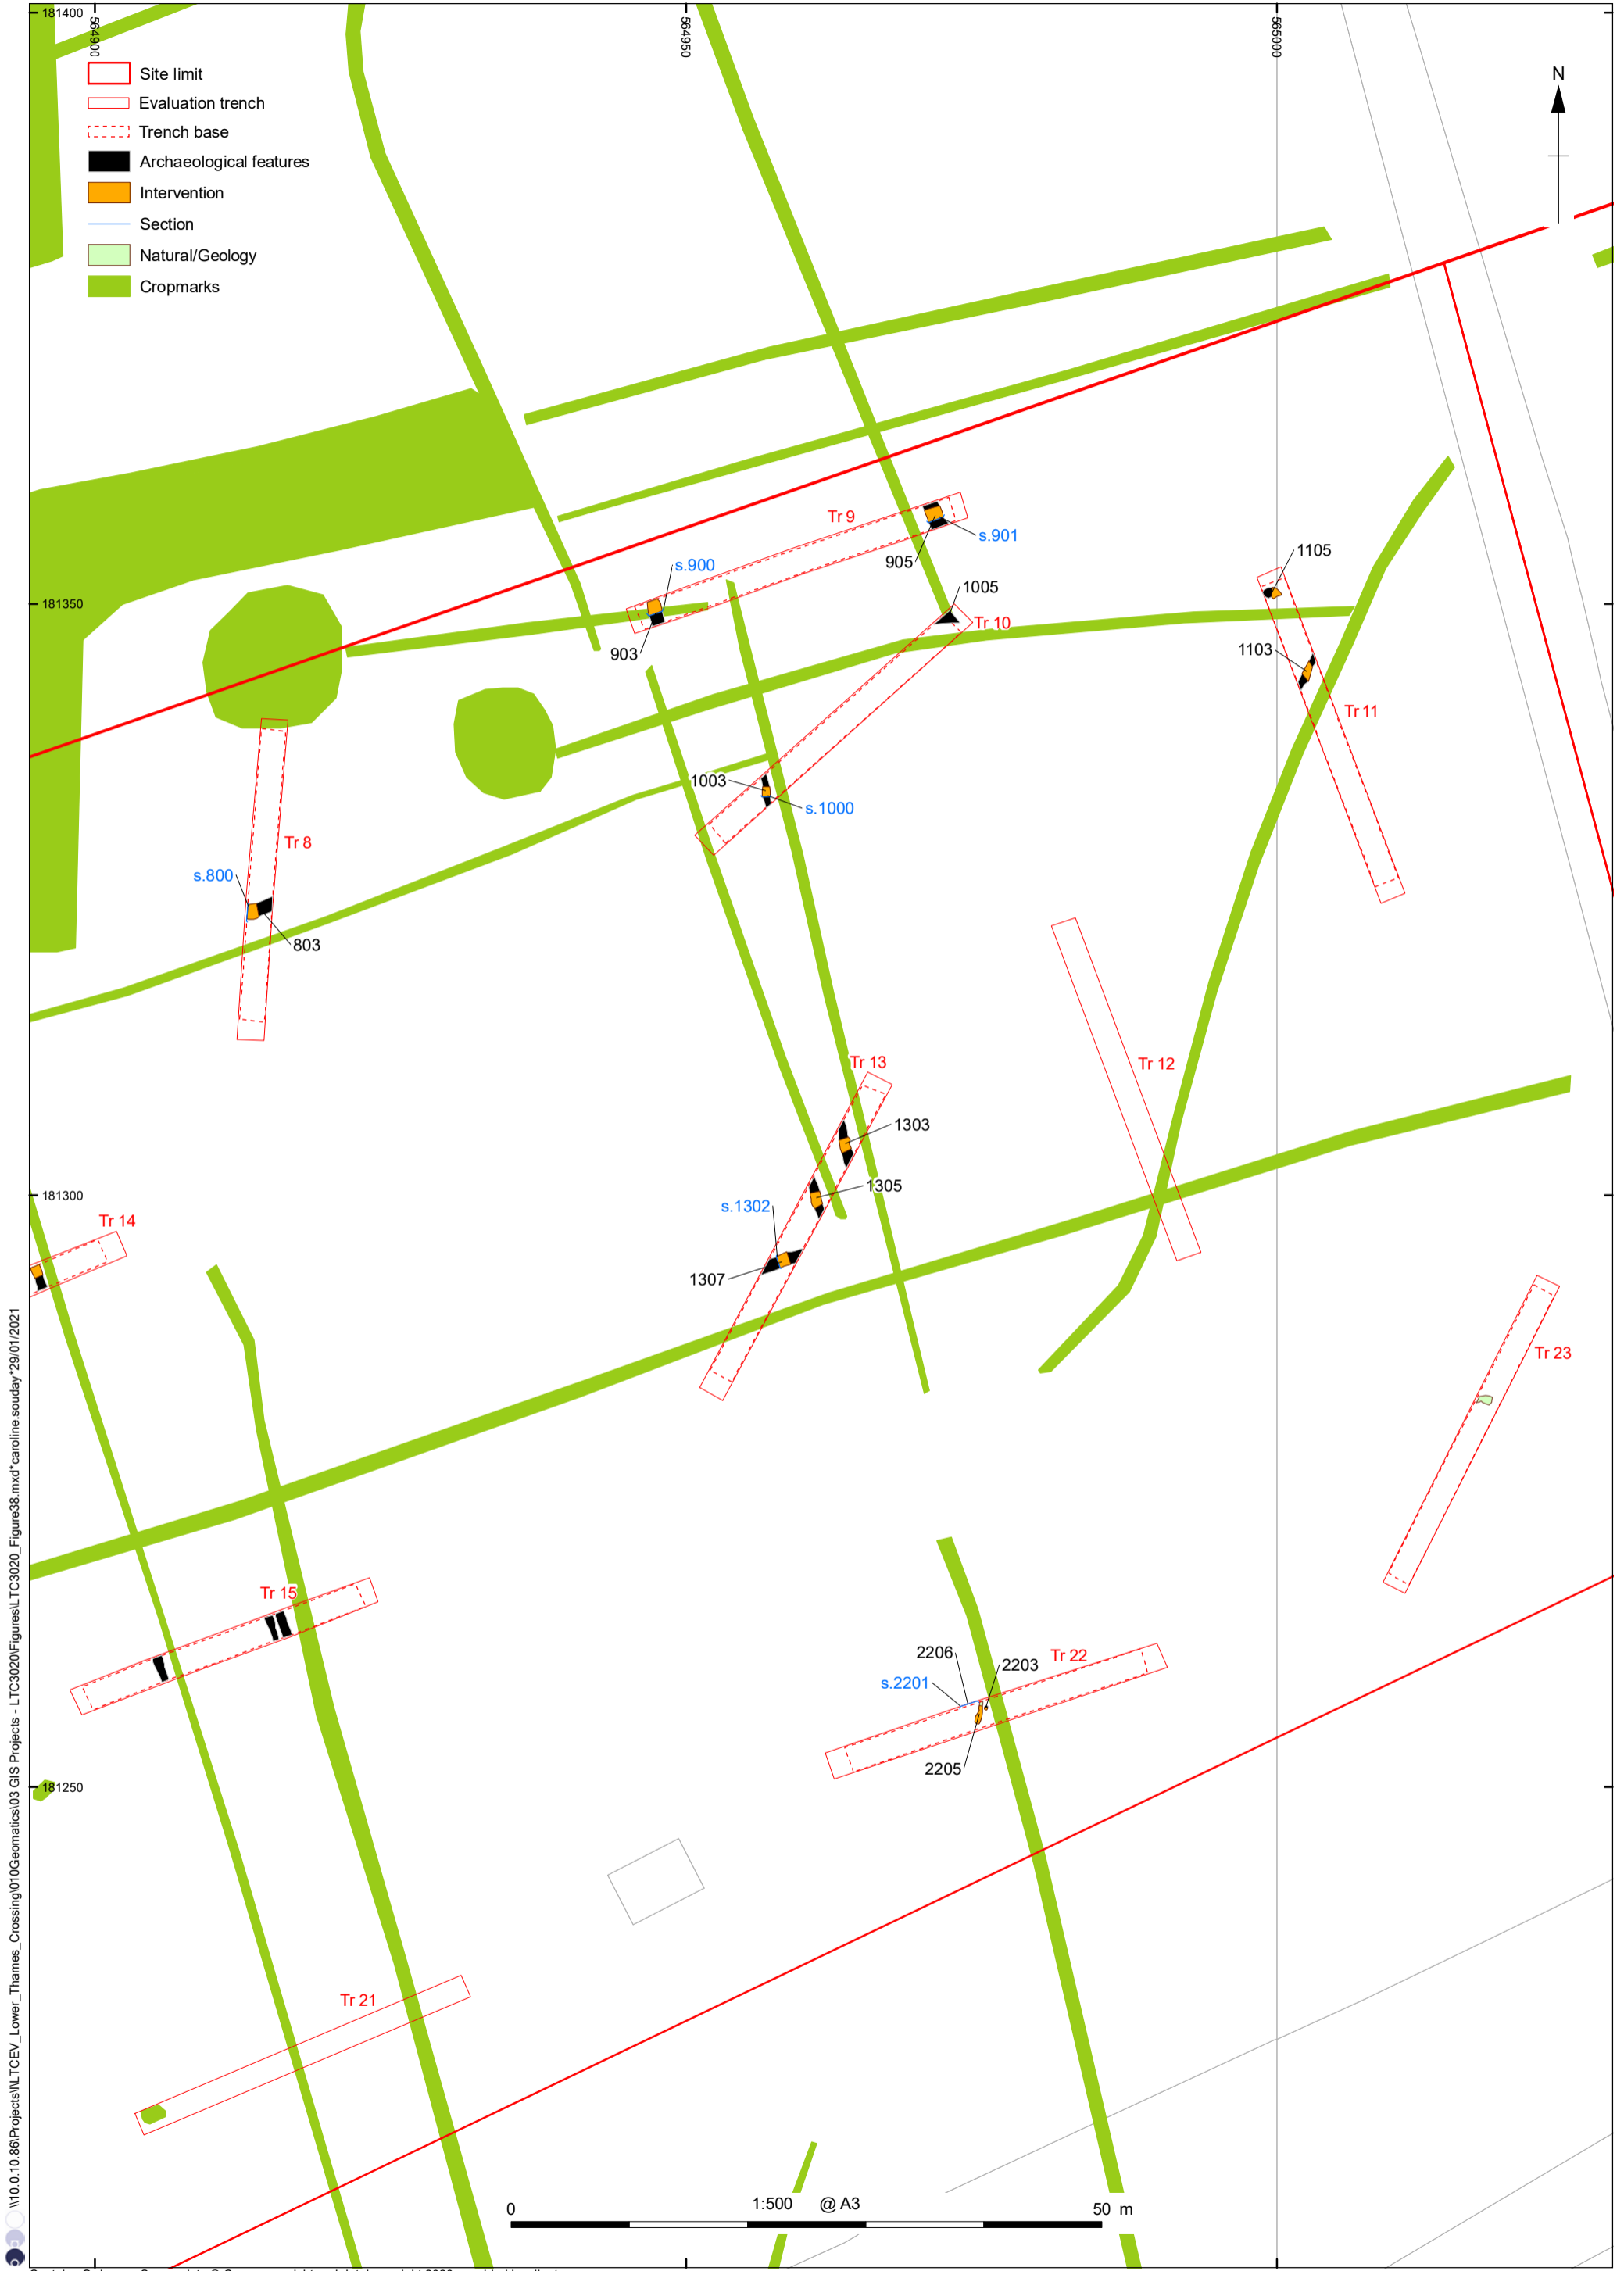 181400
564900
564950
565000
N
Site limit
Evaluation trench
Trench base
Archaeological features
Intervention
Section
Natural/Geology
Cropmarks
Tr 9
s.901
905
1105
s.900
1005
181350
Tr 10
903
1103
Tr 11
1003
s.1000
Tr 8
s.800
803
Tr 13
Tr 12
1303
1305
181300
s.1302
Tr 14
1307
Tr 23
Tr 15
2206
2203
Tr 22
s.2201
2205
181250
Tr 21
0
1:500 @ A3
50 m
\\10.0.10.86\Projects\l\LTCEV_Lower_Thames_Crossing\010Geomatics\03 GIS Projects - LTC3020\Figures\LTC3020_Figure38.mxd*caroline.souday*29/01/2021